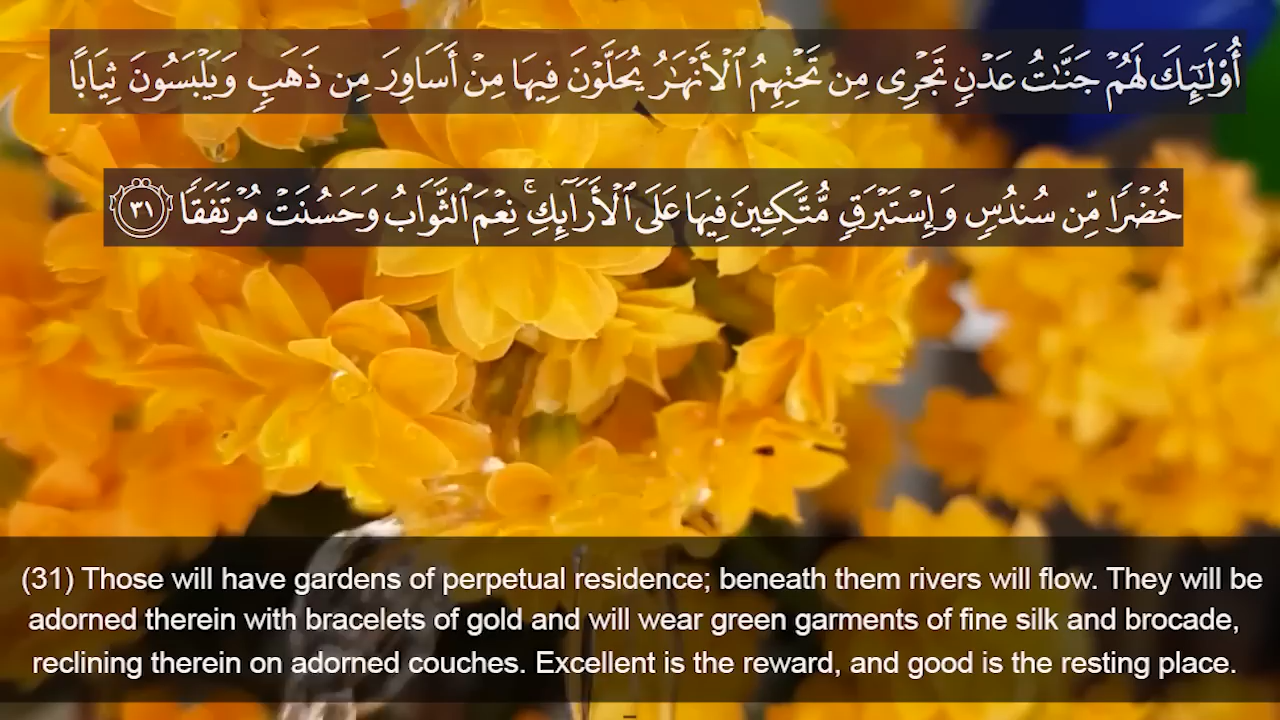 أُو۟لَـٰٓئِكَ لَهُمْ جَنَّـٰتُ عَدْنٍ تَجْرِى مِن تَحْتِهِمُ ٱلْأَنْهَـٰرُ يُحَلَّوْنَ فِيهَا مِنْ أَسَاوِرَ مِن ذَهَبٍ وَيَلْبَسُونَ ثِيَابًا
خُضْرًا مِّن سُندُسٍ وَإِسْتَبْرَقٍ مُّتَّكِـِٔينَ فِيهَا عَلَى ٱلْأَرَآئِكِ ۚ نِعْمَ ٱلثَّوَابُ وَحَسُنَتْ مُرْتَفَقًا ٣١
(31) Those will have gardens of perpetual residence; beneath them rivers will flow. They will be
adorned therein with bracelets of gold and will wear green garments of fine silk and brocade,
reclining therein on adorned couches. Excellent is the reward, and good is the resting place.